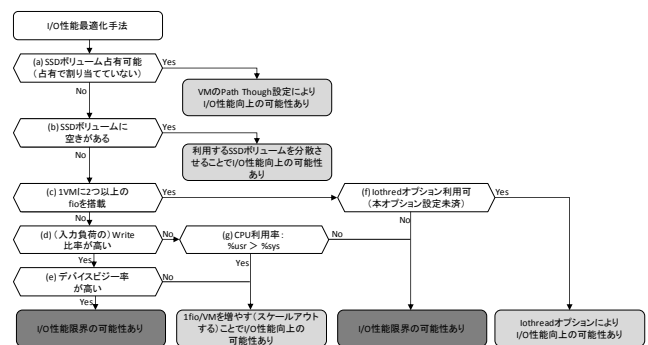 I/O性能最適化手法
(a) SSDボリューム占有可能
(占有で割り当てていない)
Yes
No
VMのPath Though設定により
I/O性能向上の可能性あり
(b) SSDボリュームに
空きがある
Yes
No
利用するSSDボリュームを分散さ
せることでI/O性能向上の可能性
あり
(c) 1VMに2つ以上の
fioを搭載
Yes
No
(f) Iothredオプション利用可
(本オプション設定未済)
Yes
No
(d) (入力負荷の) Write
比率が高い
No
Yes
(g) CPU利用率:
%usr > %sys
No
Yes
(e) デバイスビジー率
が高い
No
Yes
I/O性能限界の可能性あり
1fio/VMを増やす(スケールアウト
する)ことでI/O性能向上の
可能性あり
I/O性能限界の可能性あり
Iothreadオプションにより
I/O性能向上の可能性あり